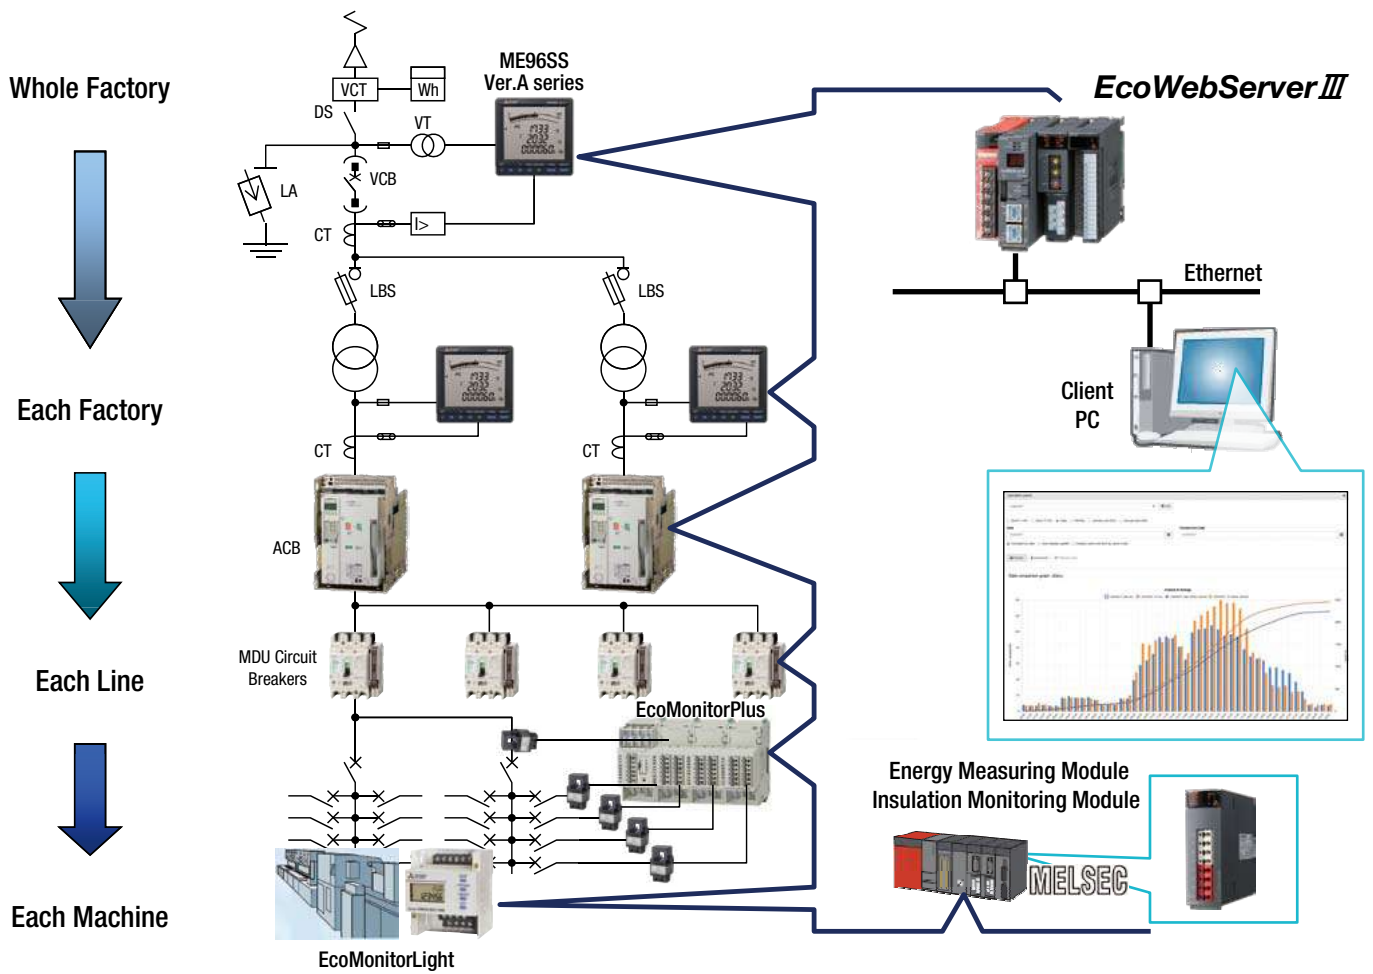 Whole Factory
Each Factory
Each Line
Each Machine
VCT
Wh
DS
VT
ME96SS
Ver.A series
LA
VCB
CT
I>
LBS
LBS
CT
CT
ACB
MDU Circuit
Breakers
EcoMonitorPlus
EcoMonitorLight
EcoWebServerⅢ
Ethernet
Client
PC
Energy Measuring Module
Insulation Monitoring Module
MELSEC